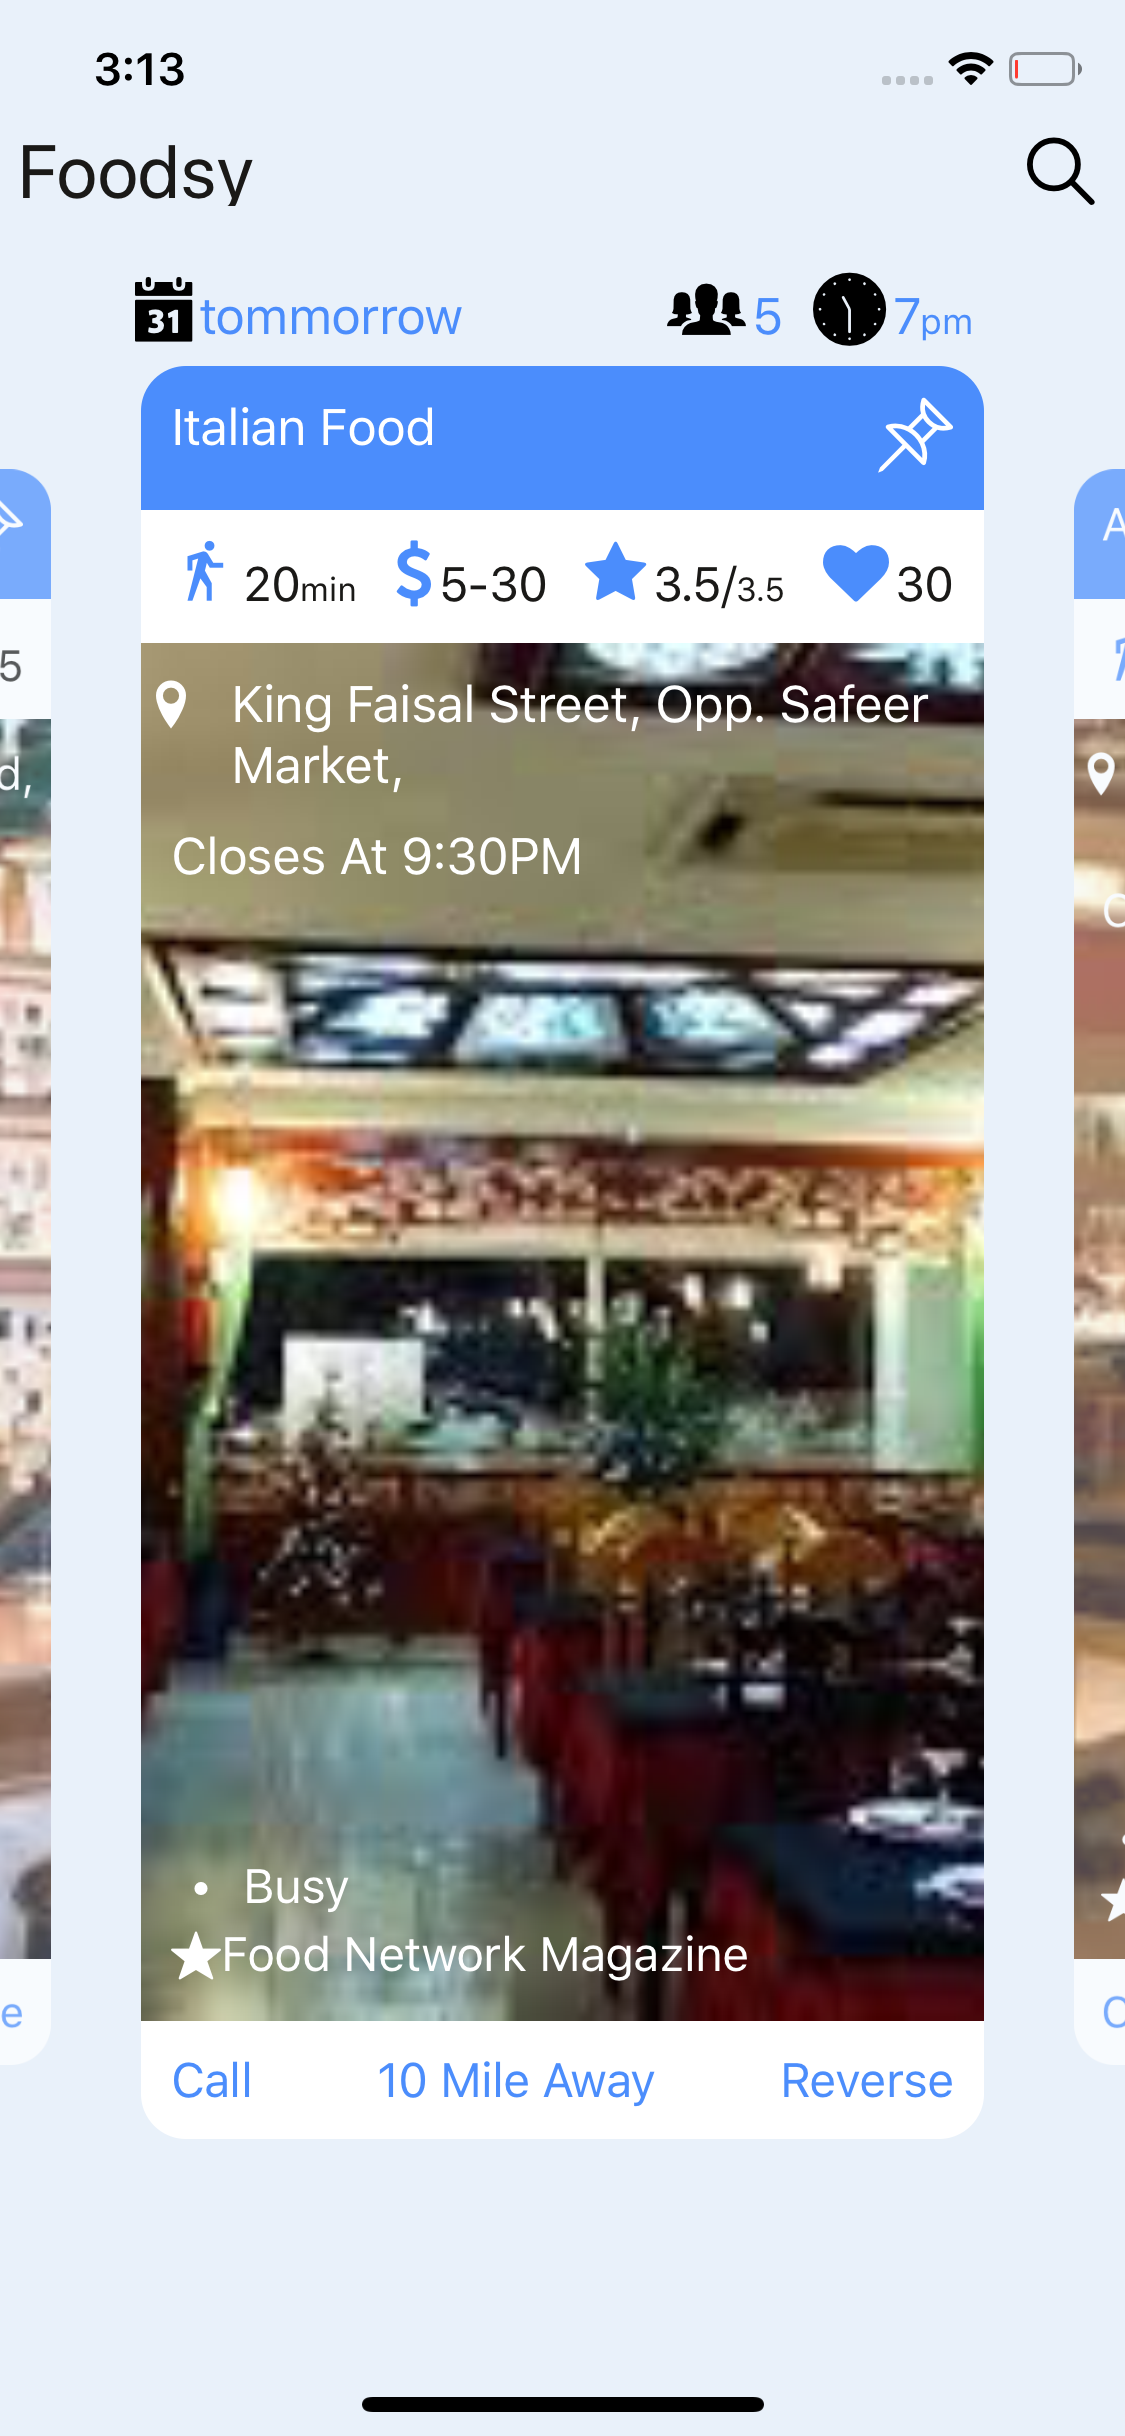 3:13
Foodsy
31 tommorrow 5 7pm
Italian Food
20min $5-30 3.5/3.5 30
King Faisal Street, Opp. Safeer
Market,
Closes At 9:30PM
• Busy
Food Network Magazine
Call 10 Mile Away Reverse
5
d,
e
A
C
C